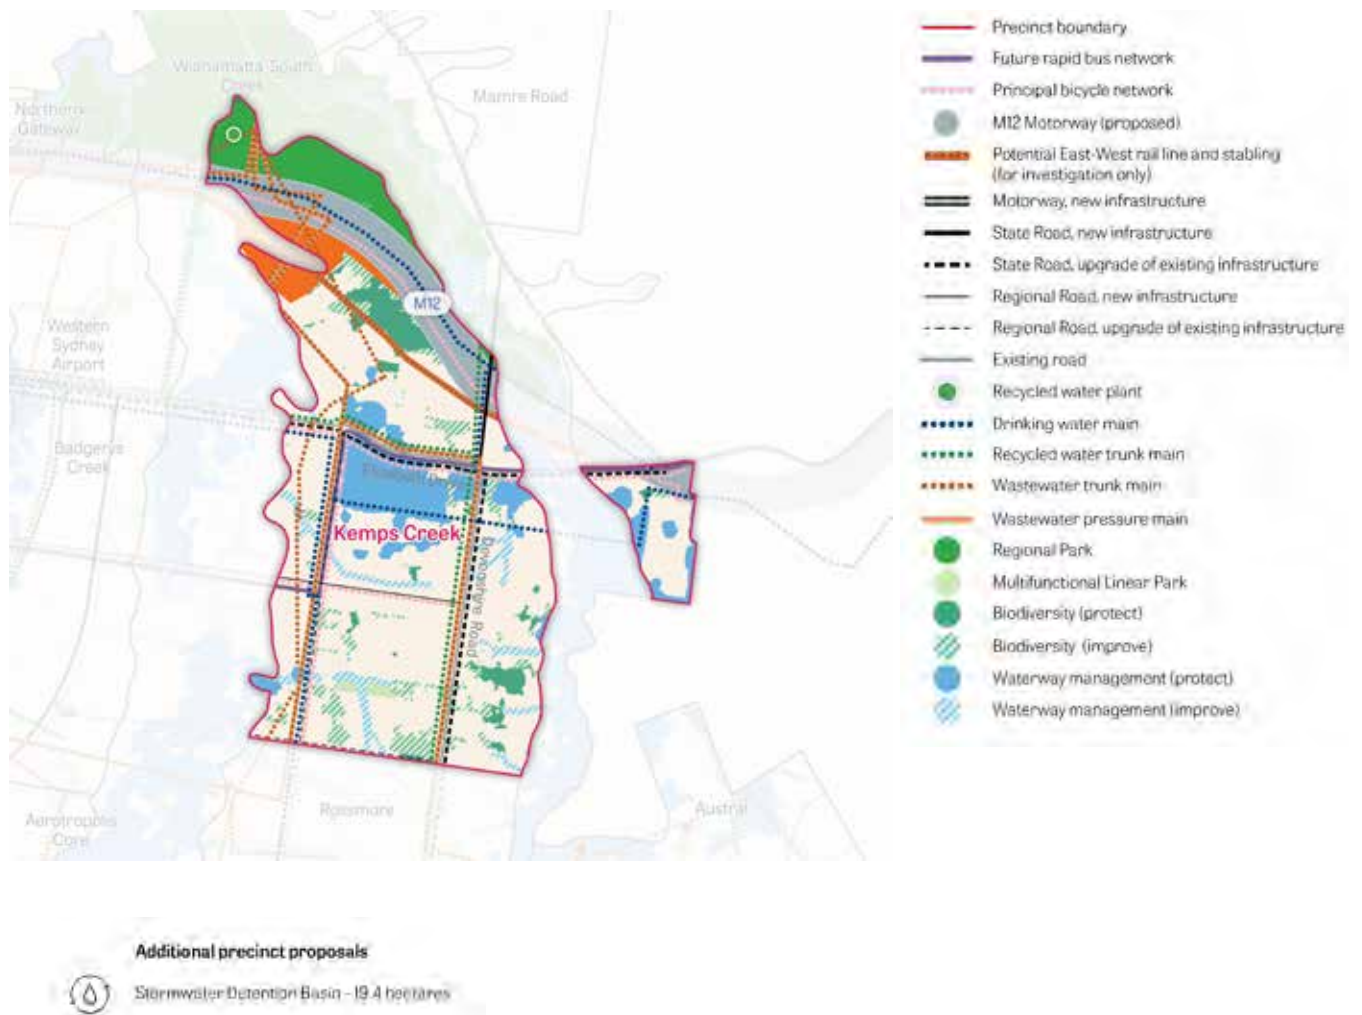 Wianamatta South
Creek
Mamre Road
Northern
Gateway
M12
Western
Sydney
Airport
Badgerys
Creek
Elizabeth Drive
Kemps Creek
Devonshire Road
Rossmore
Austral
Aerotropolis
Core
Precinct boundary
Future rapid bus network
Principal bicycle network
M12 Motorway (proposed)
Potential East-West rail line and stabling
(for investigation only)
Motorway, new infrastructure
State Road, new infrastructure
State Road, upgrade of existing infrastructure
Regional Road, new infrastructure
Regional Road, upgrade of existing infrastructure
Existing road
Recycled water plant
Drinking water main
Recycled water trunk main
Wastewater trunk main
Wastewater pressure main
Regional Park
Multifunctional Linear Park
Biodiversity (protect)
Biodiversity (improve)
Waterway management (protect)
Waterway management (improve)
Additional precinct proposals
Stormwater Detention Basin - 19.4 hectares